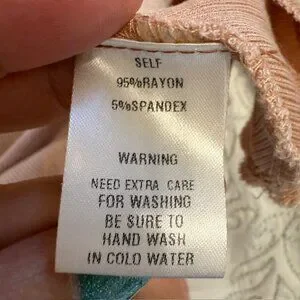 SELF
95%RAYON
5%SPANDEX
WARNING
NEED EXTRA CARE
FOR WASHING
BE SURE TO
HAND WASH
IN COLD WATER